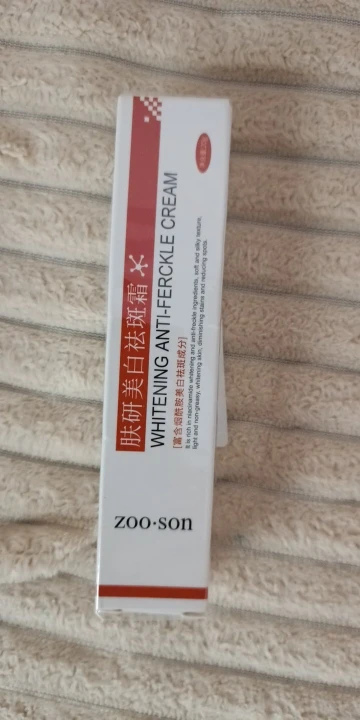 肤研美白祛斑霜
WHITENING ANTI-FERCKLE CREAM
[富含烟酰胺美白祛斑成分]
It is rich in niacinamide whitening and anti-freckle ingredients, soft and silky texture,
light and non-greasy, whitening skin, diminishing stains and reducing spots.
zoo·son